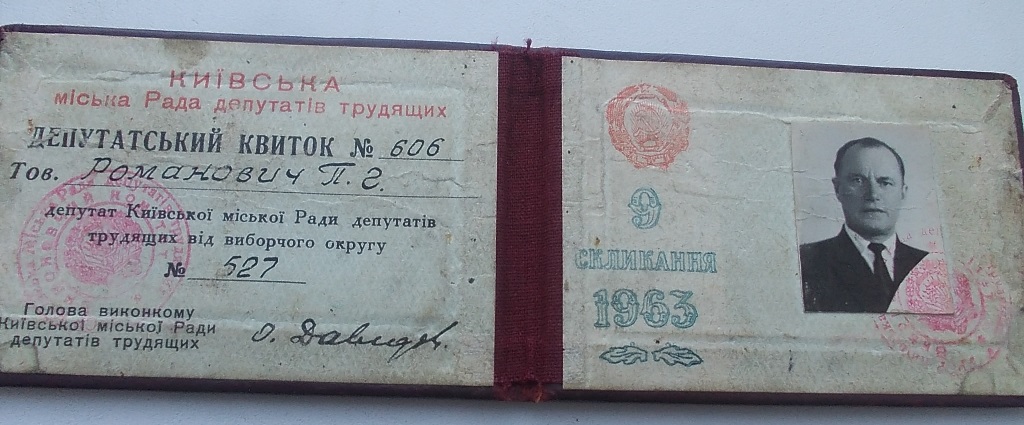 КИЇВСЬКА
міська Рада депутатів трудящих
ДЕПУТАТСЬКИЙ КВИТОК № 606
Тов. Романович П. Г.
депутат Київської міської Ради депутатів
трудящих від виборчого округу
№ 527
Голова виконкому
Київської міської Ради
депутатів трудящих
9
СКЛИКАННЯ
1963